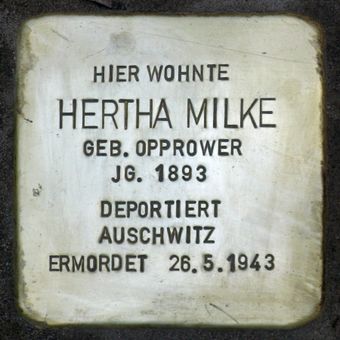 HIER WOHNTE
HERTHA MILKE
GEB. OPPROWER
JG. 1893
DEPORTIERT
AUSCHWITZ
ERMORDET 26.5.1943